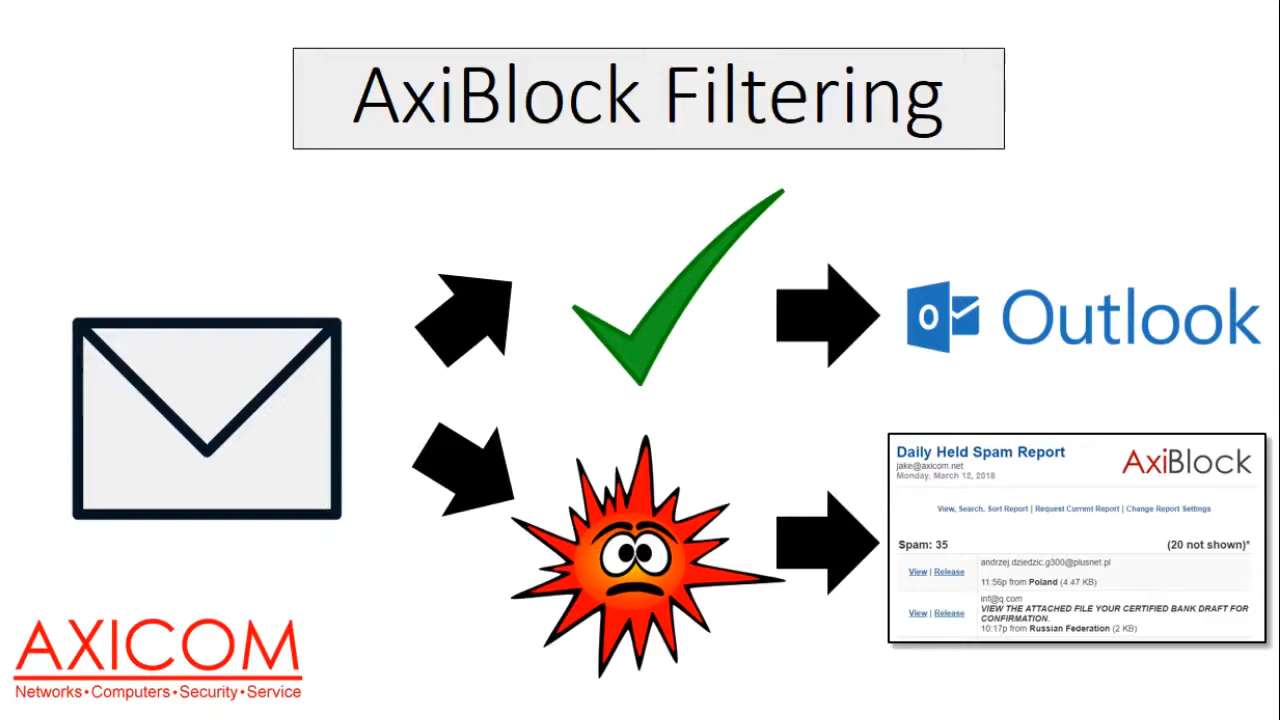 AxiBlock Filtering
Outlook
Daily Held Spam Report
AxiBlock
jake@axicom.net
Monday, March 12, 2018
View, Search, Sort Report | Request Current Report | Change Report Settings
Spam: 35
(20 not shown)*
andrzej.dziedzic.g300@plusnet.pl
View | Release
11:56p from Poland (4.47 KB)
inf@q.com
VIEW THE ATTACHED FILE YOUR CERTIFIED BANK DRAFT FOR
View | Release
CONFIRMATION.
10:17p from Russian Federation (2 KB)
AXICOM
Networks•Computers•Security•Service